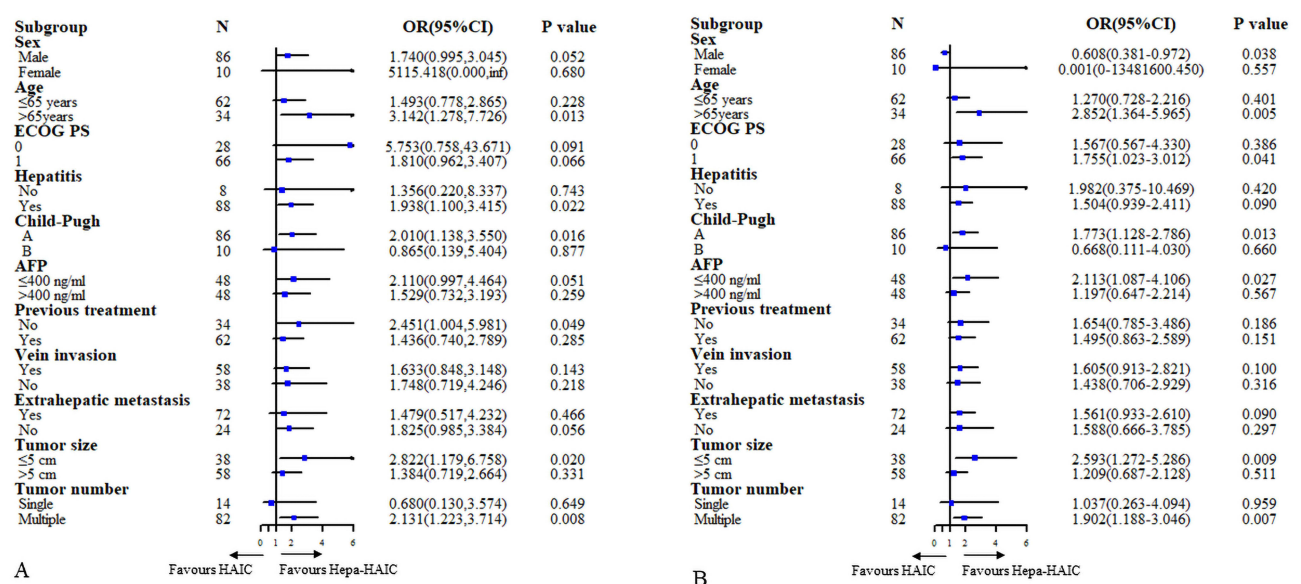 Subgroup N OR(95%CI) P value
Sex
Male 86 1.740(0.995,3.045) 0.052
Female 10 5115.418(0.000,inf) 0.680
Age
≤65 years 62 1.493(0.778,2.865) 0.228
>65years 34 3.142(1.278,7.726) 0.013
ECOG PS
0 28 5.753(0.758,43.671) 0.091
1 66 1.810(0.962,3.407) 0.066
Hepatitis
No 8 1.356(0.220,8.337) 0.743
Yes 88 1.938(1.100,3.415) 0.022
Child-Pugh
A 86 2.010(1.138,3.550) 0.016
B 10 0.865(0.139,5.404) 0.877
AFP
≤400 ng/ml 48 2.110(0.997,4.464) 0.051
>400 ng/ml 48 1.529(0.732,3.193) 0.259
Previous treatment
No 34 2.451(1.004,5.981) 0.049
Yes 62 1.436(0.740,2.789) 0.285
Vein invasion
Yes 58 1.633(0.848,3.148) 0.143
No 38 1.748(0.719,4.246) 0.218
Extrahepatic metastasis
Yes 72 1.479(0.517,4.232) 0.466
No 24 1.825(0.985,3.384) 0.056
Tumor size
≤5 cm 38 2.822(1.179,6.758) 0.020
>5 cm 58 1.384(0.719,2.664) 0.331
Tumor number
Single 14 0.680(0.130,3.574) 0.649
Multiple 82 2.131(1.223,3.714) 0.008
0 1 2 4 6
Favours HAIC Favours Hepa-HAIC
A
Subgroup N OR(95%CI) P value
Sex
Male 86 0.608(0.381-0.972) 0.038
Female 10 0.001(0-13481600.450) 0.557
Age
≤65 years 62 1.270(0.728-2.216) 0.401
>65years 34 2.852(1.364-5.965) 0.005
ECOG PS
0 28 1.567(0.567-4.330) 0.386
1 66 1.755(1.023-3.012) 0.041
Hepatitis
No 8 1.982(0.375-10.469) 0.420
Yes 88 1.504(0.939-2.411) 0.090
Child-Pugh
A 86 1.773(1.128-2.786) 0.013
B 10 0.668(0.111-4.030) 0.660
AFP
≤400 ng/ml 48 2.113(1.087-4.106) 0.027
>400 ng/ml 48 1.197(0.647-2.214) 0.567
Previous treatment
No 34 1.654(0.785-3.486) 0.186
Yes 62 1.495(0.863-2.589) 0.151
Vein invasion
Yes 58 1.605(0.913-2.821) 0.100
No 38 1.438(0.706-2.929) 0.316
Extrahepatic metastasis
Yes 72 1.561(0.933-2.610) 0.090
No 24 1.588(0.666-3.785) 0.297
Tumor size
≤5 cm 38 2.593(1.272-5.286) 0.009
>5 cm 58 1.209(0.687-2.128) 0.511
Tumor number
Single 14 1.037(0.263-4.094) 0.959
Multiple 82 1.902(1.188-3.046) 0.007
0 1 2 4 6
Favours HAIC Favours Hepa-HAIC
B